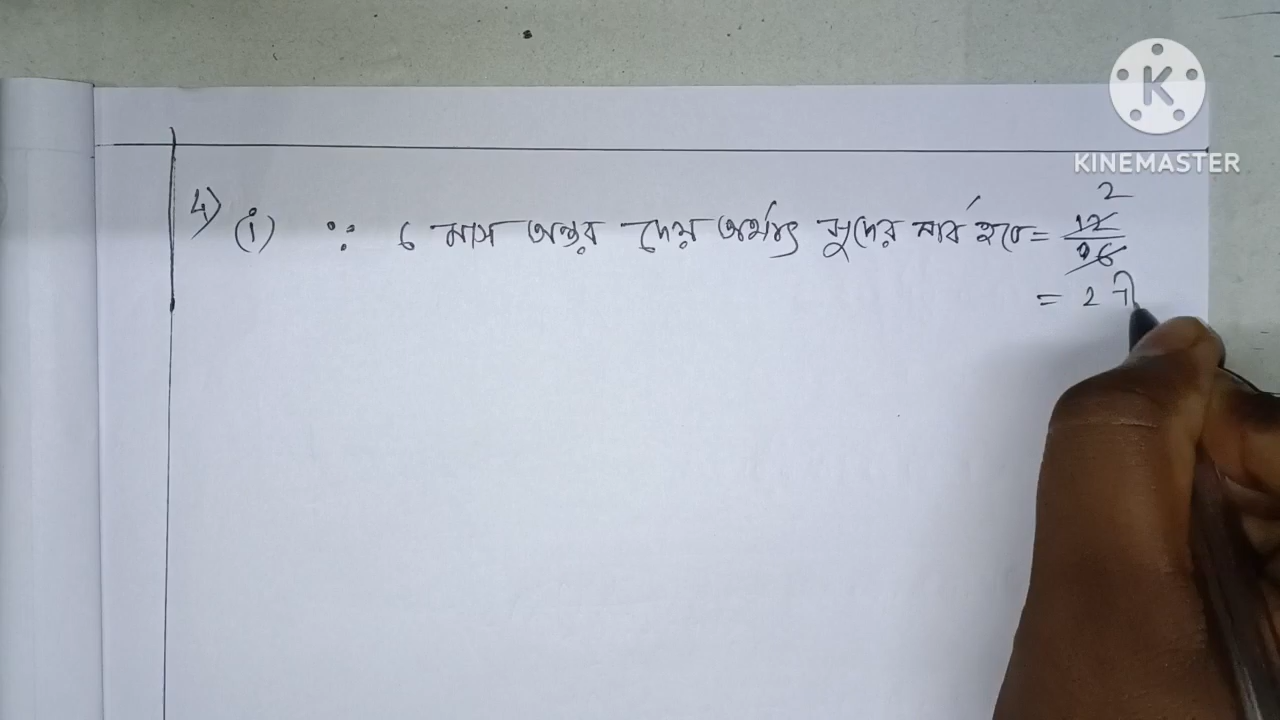 K
KINEMASTER
4) (i) ∵ 6 মাস অন্তর দেয় অর্থাৎ সুদের পার্ব হবে = 12/6 2
= 2 টি